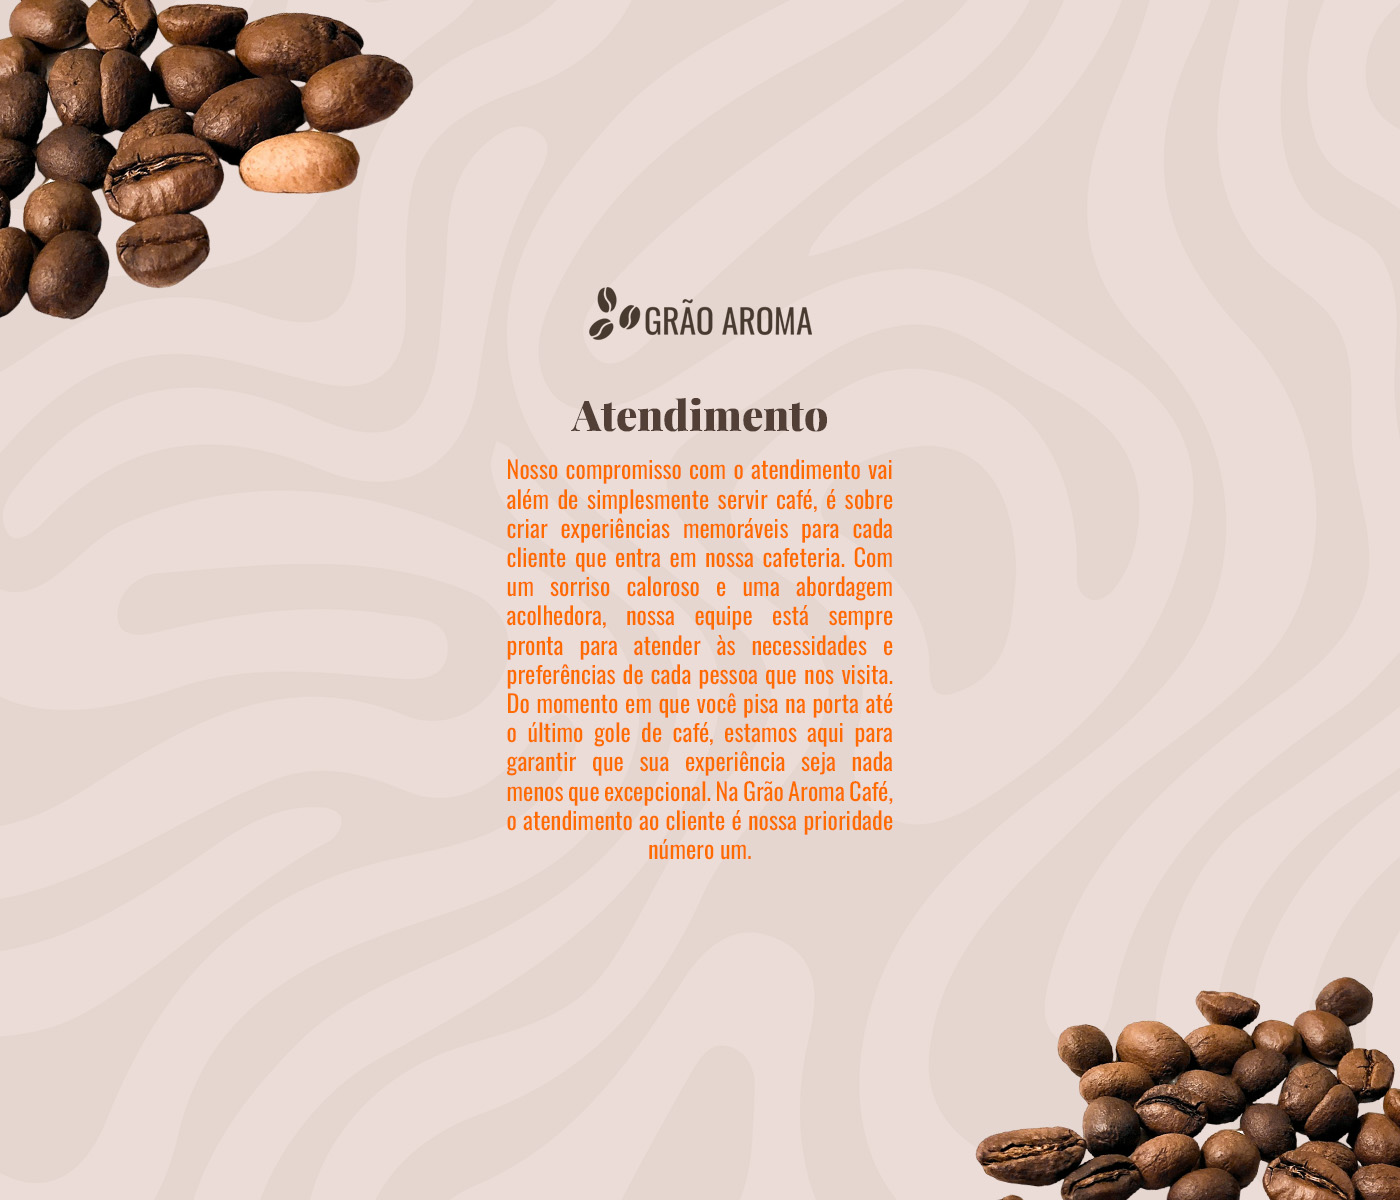 GRÃO AROMA
Atendimento
Nosso compromisso com o atendimento vai
além de simplesmente servir café, é sobre
criar experiências memoráveis para cada
cliente que entra em nossa cafeteria. Com
um sorriso caloroso e uma abordagem
acolhedora, nossa equipe está sempre
pronta para atender às necessidades e
preferências de cada pessoa que nos visita.
Do momento em que você pisa na porta até
o último gole de café, estamos aqui para
garantir que sua experiência seja nada
menos que excepcional. Na Grão Aroma Café,
o atendimento ao cliente é nossa prioridade
número um.